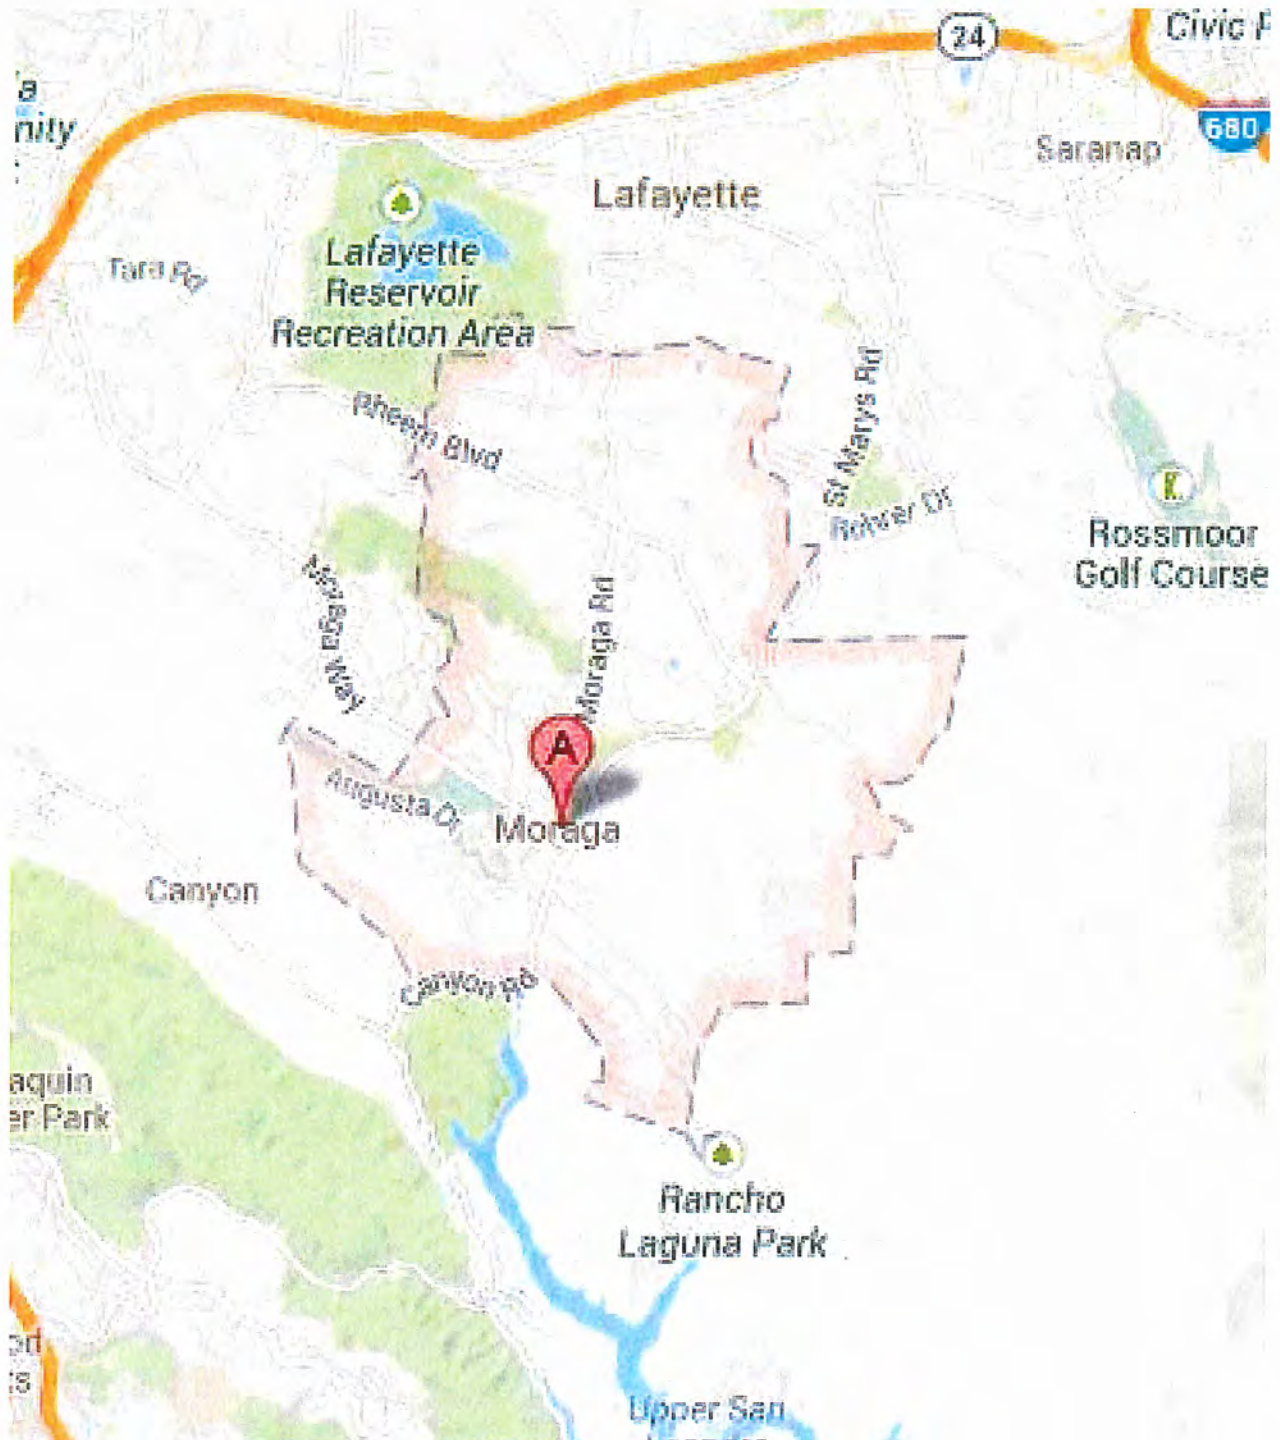 24
Civic P
a
nity
680
Saranap
Lafayette
Lafayette
Reservoir
Recreation Area
Tara Rd
St Marys Rd
Rheem Blvd
Rohrer Dr
Rossmoor
Golf Course
Moraga Way
Moraga Rd
A
Augusta Dr
Moraga
Canyon
Canyon Rd
aquin
er Park
Rancho
Laguna Park
od
s
Upper San